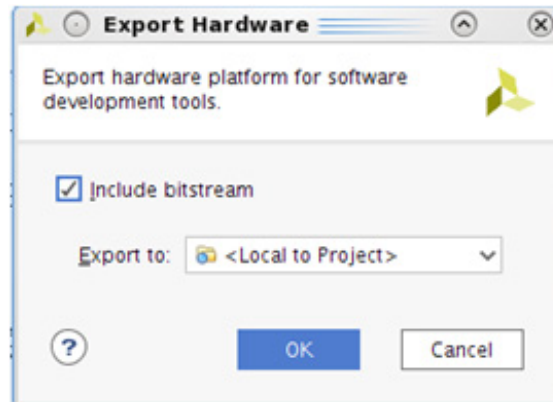 Export Hardware
Export hardware platform for software
development tools.
Include bitstream
Export to: <Local to Project>
?
OK Cancel